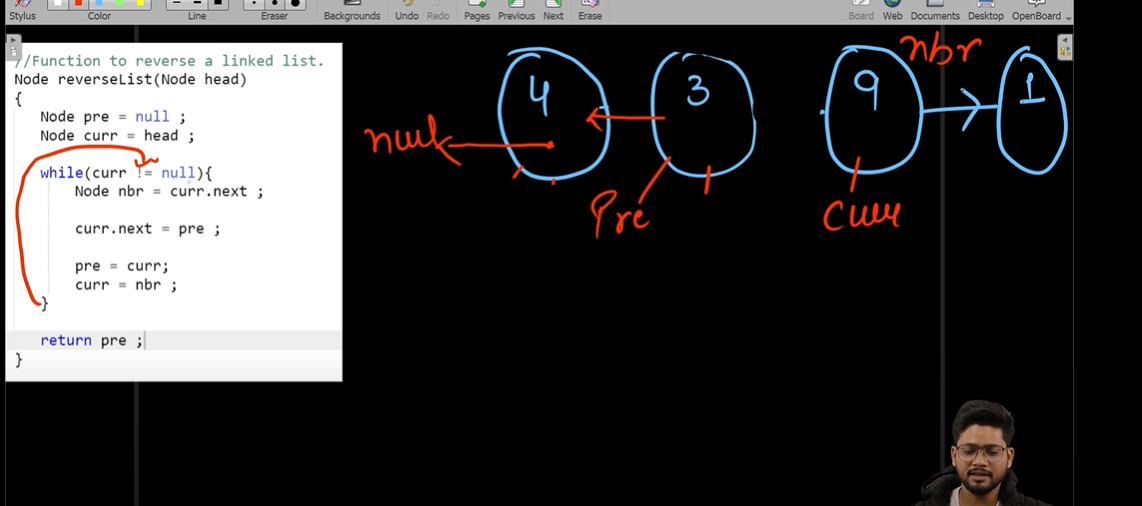 Stylus
Color
Line
Eraser
Backgrounds
Undo
Redo
Pages
Previous
Next
Erase
Board
Web
Documents
Desktop
OpenBoard
//Function to reverse a linked list.
Node reverseList(Node head)
{
Node pre = null ;
Node curr = head ;
while(curr != null){
Node nbr = curr.next ;
curr.next = pre ;
pre = curr;
curr = nbr ;
}
return pre ;
}
null
4
3
9
nbr
1
Pre
Curr